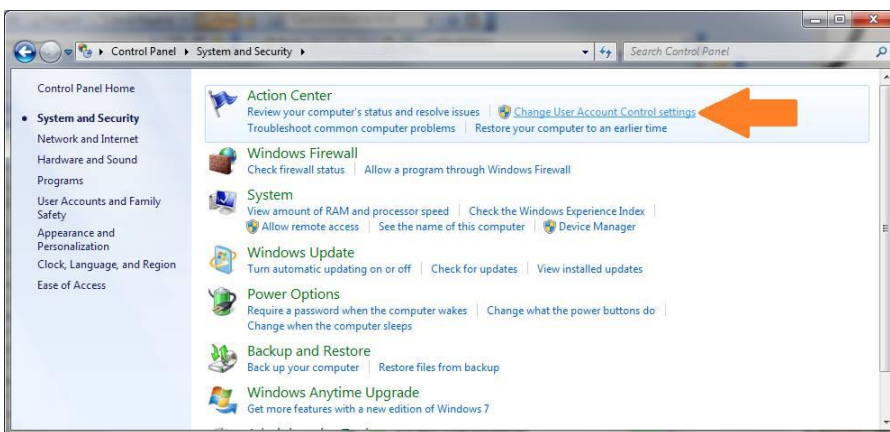 Control Panel ▸ System and Security ▸
Search Control Panel
Control Panel Home
System and Security
Network and Internet
Hardware and Sound
Programs
User Accounts and Family
Safety
Appearance and
Personalization
Clock, Language, and Region
Ease of Access
Action Center
Review your computer's status and resolve issues | Change User Account Control settings
Troubleshoot common computer problems | Restore your computer to an earlier time
Windows Firewall
Check firewall status | Allow a program through Windows Firewall
System
View amount of RAM and processor speed | Check the Windows Experience Index
Allow remote access | See the name of this computer | Device Manager
Windows Update
Turn automatic updating on or off | Check for updates | View installed updates
Power Options
Require a password when the computer wakes | Change what the power buttons do
Change when the computer sleeps
Backup and Restore
Back up your computer | Restore files from backup
Windows Anytime Upgrade
Get more features with a new edition of Windows 7